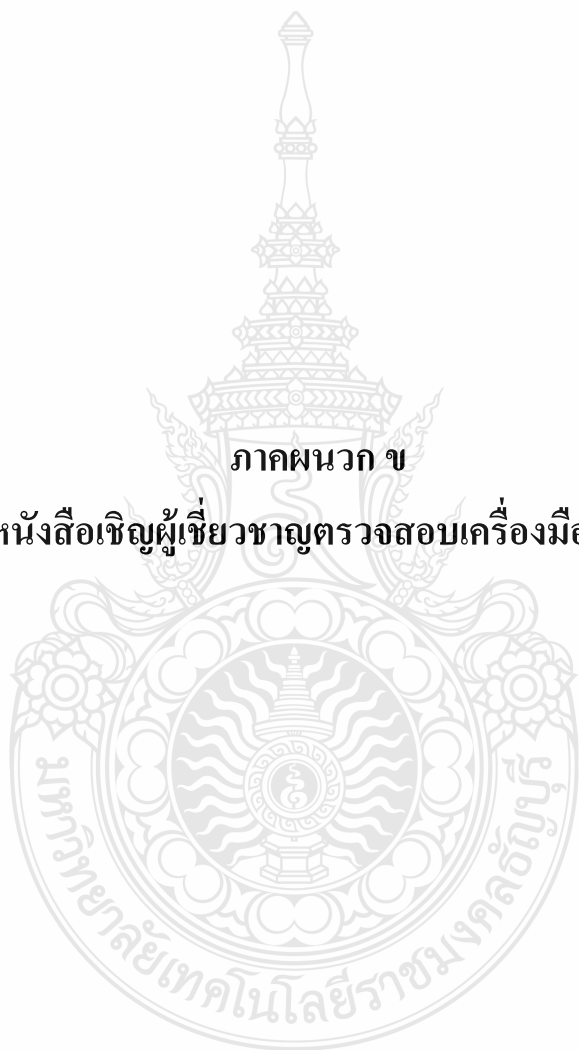 ภาคผนวก ข
หนังสือเชิญผู้เชี่ยวชาญตรวจสอบเครื่องมือ
มหาวิทยาลัยเทคโนโลยีราชมงคลธัญบุรี